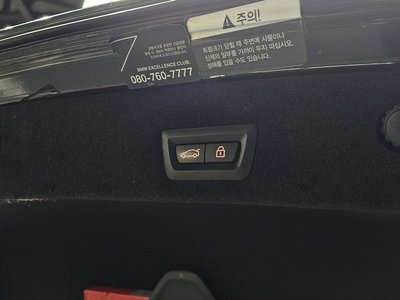 BMW EXCELLENCE CLUB.
080-760-7777
주의!
트렁크가 닫힐 때 주변에 사물이나
신체의 일부를 가까이 두지 마십시오.
상해를 입을 수도 있습니다.